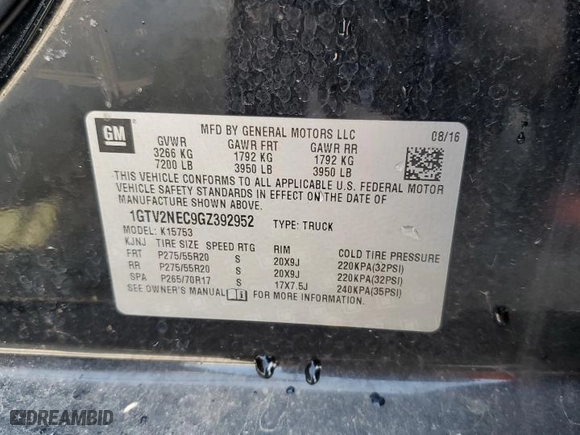 GM
MFD BY GENERAL MOTORS LLC
08/16
GVWR GAWR FRT GAWR RR
3266 KG 1792 KG 1792 KG
7200 LB 3950 LB 3950 LB
THIS VEHICLE CONFORMS TO ALL APPLICABLE U.S. FEDERAL MOTOR
VEHICLE SAFETY STANDARDS IN EFFECT ON THE DATE OF
MANUFACTURE SHOWN ABOVE.
1GTV2NEC9GZ392952 TYPE: TRUCK
MODEL: K15753
KJNJ TIRE SIZE SPEED RTG RIM COLD TIRE PRESSURE
FRT P275/55R20 S 20X9J 220KPA(32PSI)
RR P275/55R20 S 20X9J 220KPA(32PSI)
SPA P265/70R17 S 17X7.5J 240KPA(35PSI)
SEE OWNER'S MANUAL FOR MORE INFORMATION.
DREAMBID